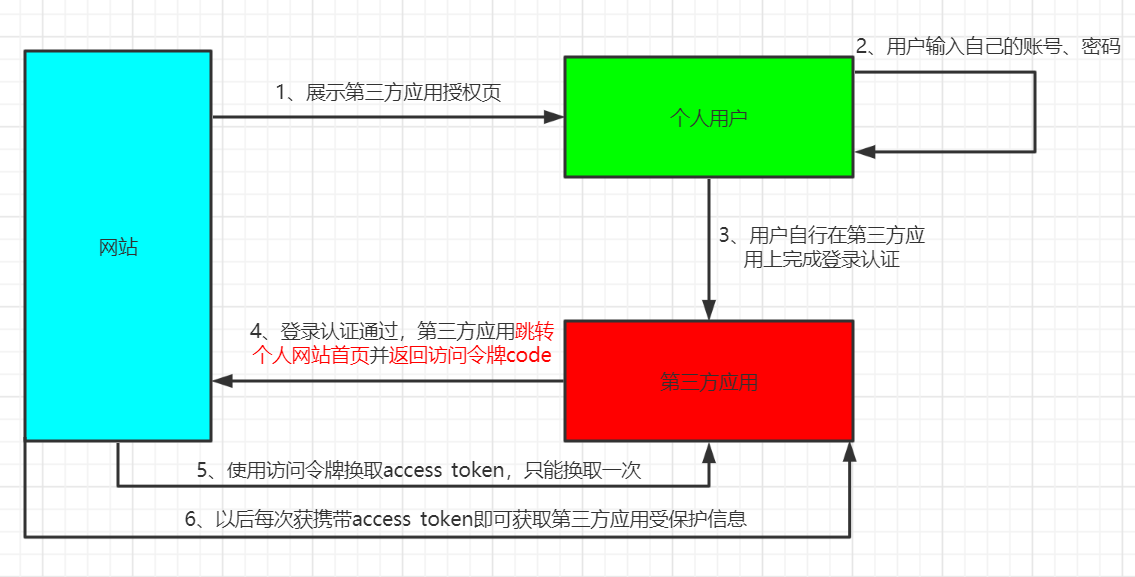 2、用户输入自己的账号、密码
1、展示第三方应用授权页
个人用户
网站
3、用户自行在第三方应
用上完成登录认证
4、登录认证通过，第三方应用跳转
个人网站首页并返回访问令牌code
第三方应用
5、使用访问令牌换取access token，只能换取一次
6、以后每次获携带access token即可获取第三方应用受保护信息